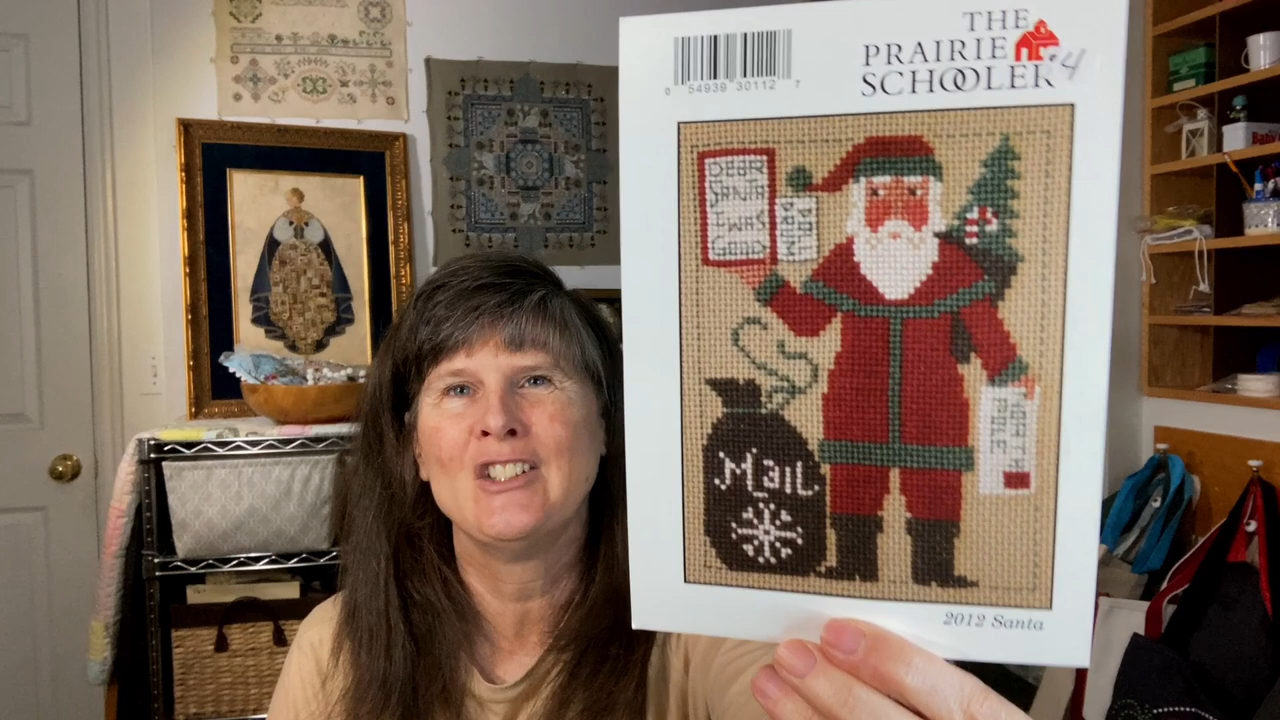 THE
PRAIRIE
SCHOOLER
#4
0 54939 30112 7
DEAR
SANTA
I WAS
GOOD
Mail
NORTH
POLE
2012 Santa